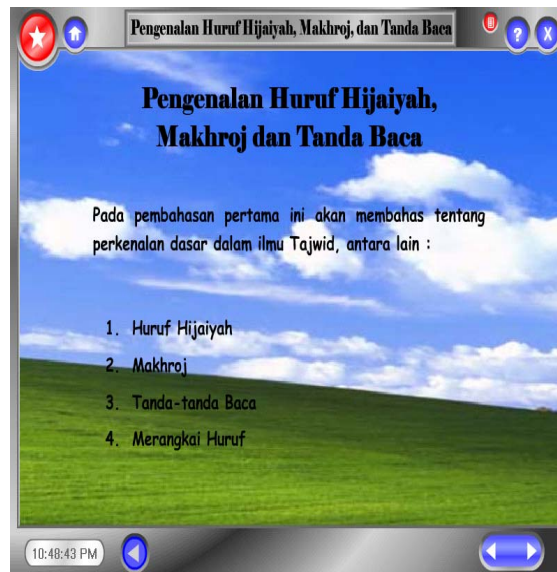 Pengenalan Huruf Hijaiyah, Makhroj, dan Tanda Baca
?
X
Pengenalan Huruf Hijaiyah,
Makhroj dan Tanda Baca
Pada pembahasan pertama ini akan membahas tentang
perkenalan dasar dalam ilmu Tajwid, antara lain :
1. Huruf Hijaiyah
2. Makhroj
3. Tanda-tanda Baca
4. Merangkai Huruf
10:48:43 PM